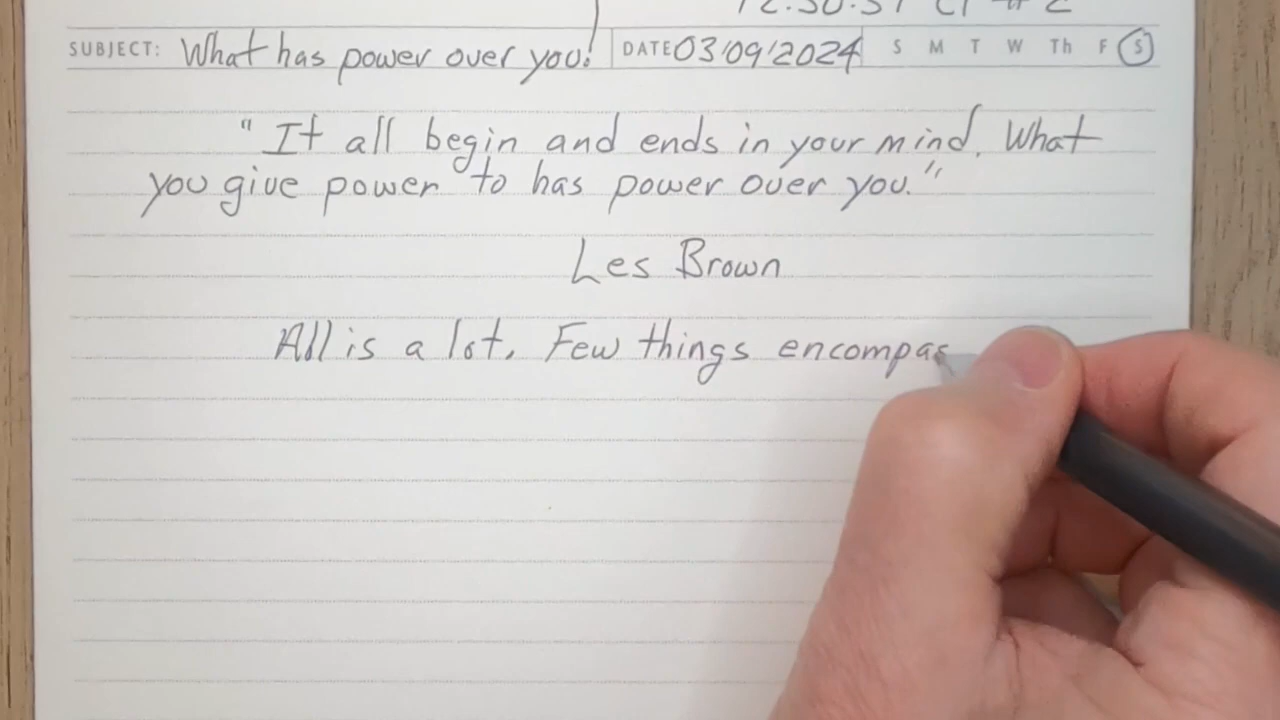 SUBJECT: What has power over you! DATE 03/09/2024 S M T W Th F S
"It all begin and ends in your mind. What
you give power to has power over you."
Les Brown
All is a lot. Few things encompas